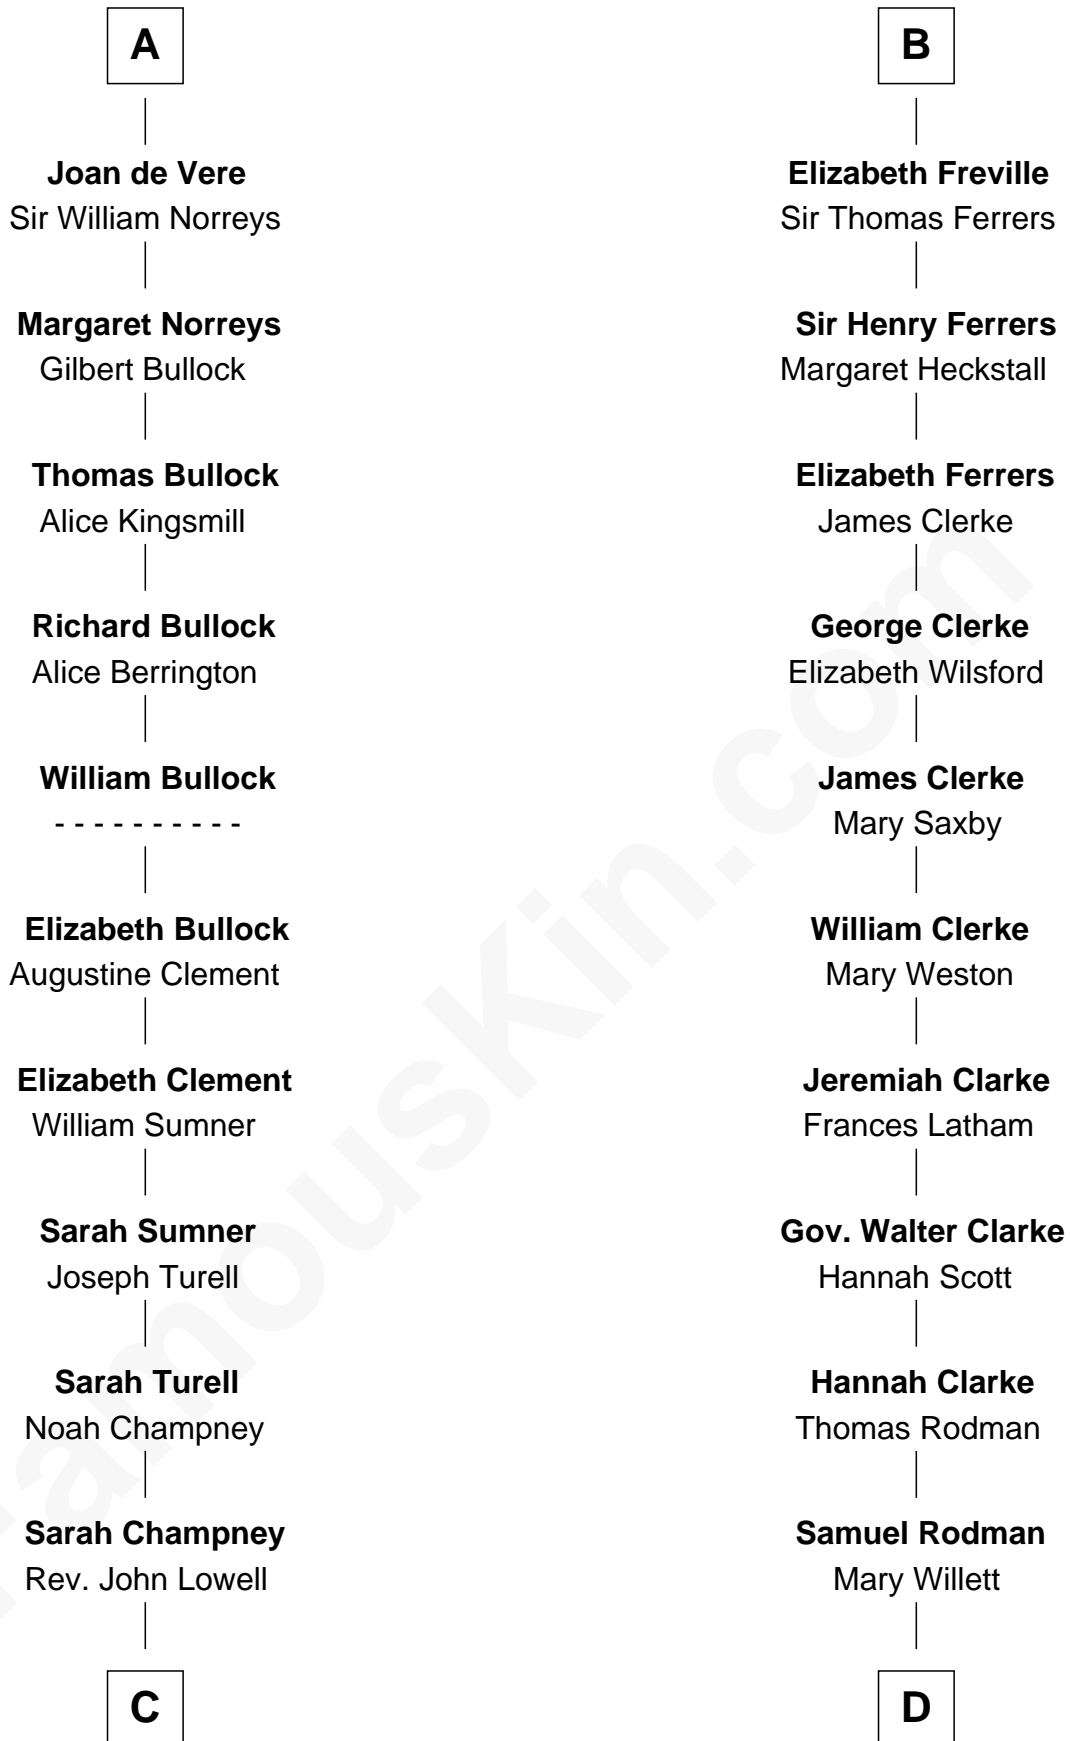 A
Joan de Vere
Sir William Norreys
Margaret Norreys
Gilbert Bullock
Thomas Bullock
Alice Kingsmill
Richard Bullock
Alice Berrington
William Bullock
- - - - - - - - - -
Elizabeth Bullock
Augustine Clement
Elizabeth Clement
William Sumner
Sarah Sumner
Joseph Turell
Sarah Turell
Noah Champney
Sarah Champney
Rev. John Lowell
C
B
Elizabeth Freville
Sir Thomas Ferrers
Sir Henry Ferrers
Margaret Heckstall
Elizabeth Ferrers
James Clerke
George Clerke
Elizabeth Wilsford
James Clerke
Mary Saxby
William Clerke
Mary Weston
Jeremiah Clarke
Frances Latham
Gov. Walter Clarke
Hannah Scott
Hannah Clarke
Thomas Rodman
Samuel Rodman
Mary Willett
D
FamousKin.com